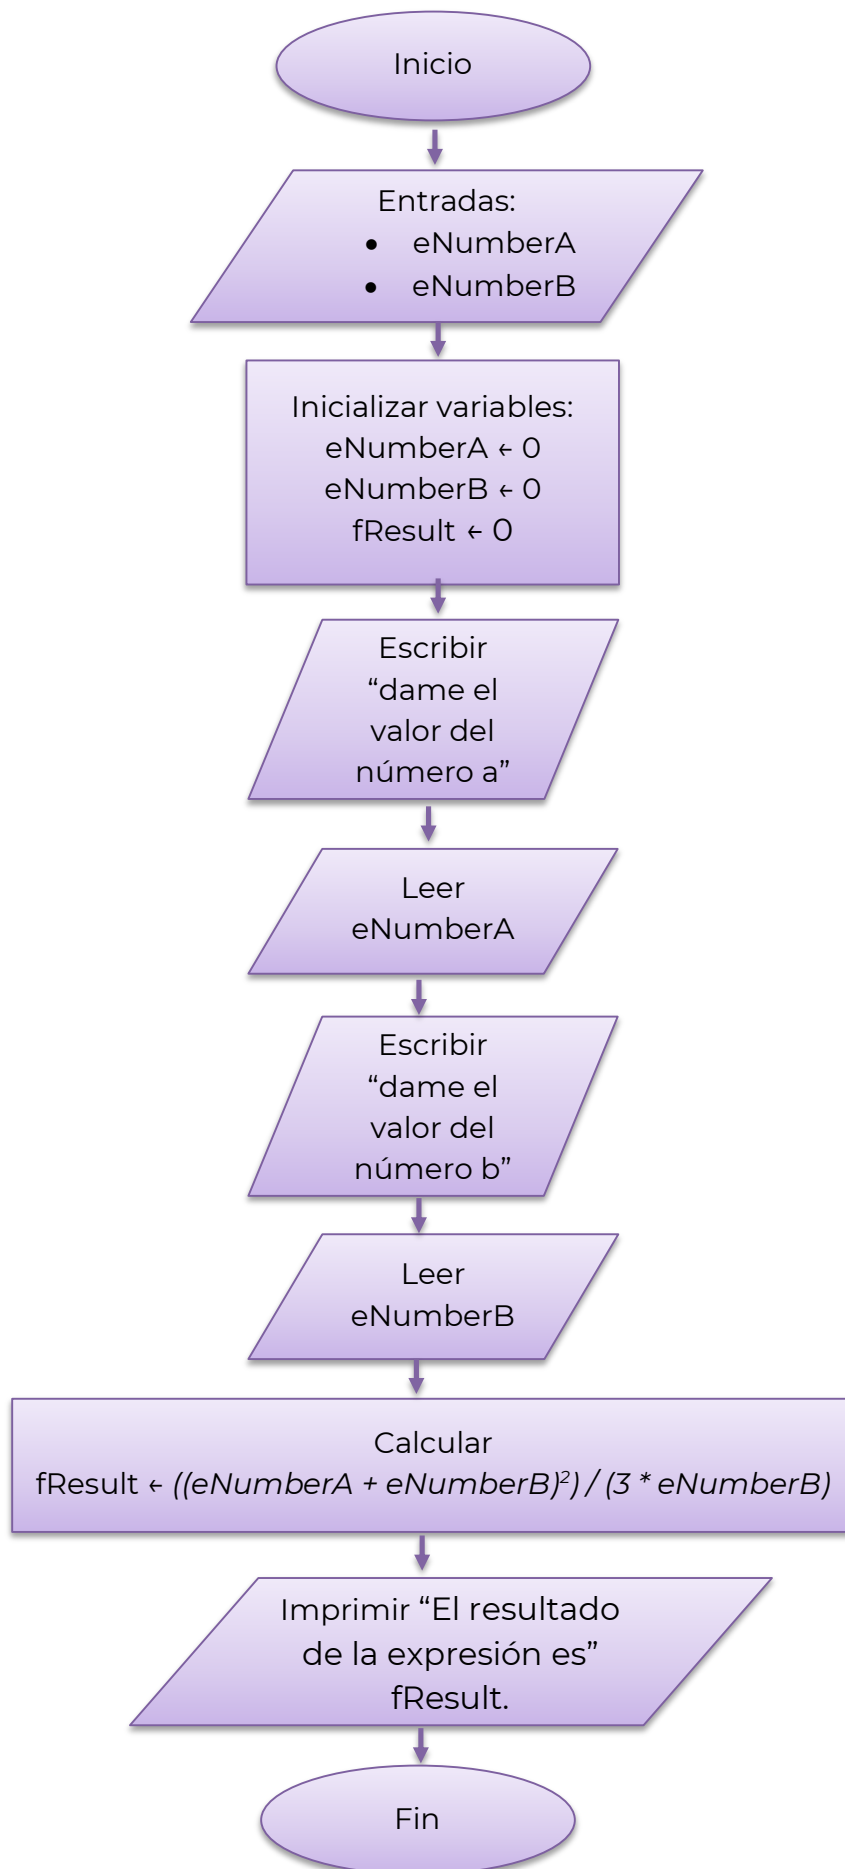 Inicio
Entradas:
• eNumberA
• eNumberB
Inicializar variables:
eNumberA ← 0
eNumberB ← 0
fResult ← 0
Escribir
“dame el
valor del
número a”
Leer
eNumberA
Escribir
“dame el
valor del
número b”
Leer
eNumberB
Calcular
fResult ← ((eNumberA + eNumberB)²) / (3 * eNumberB)
Imprimir “El resultado
de la expresión es”
fResult.
Fin